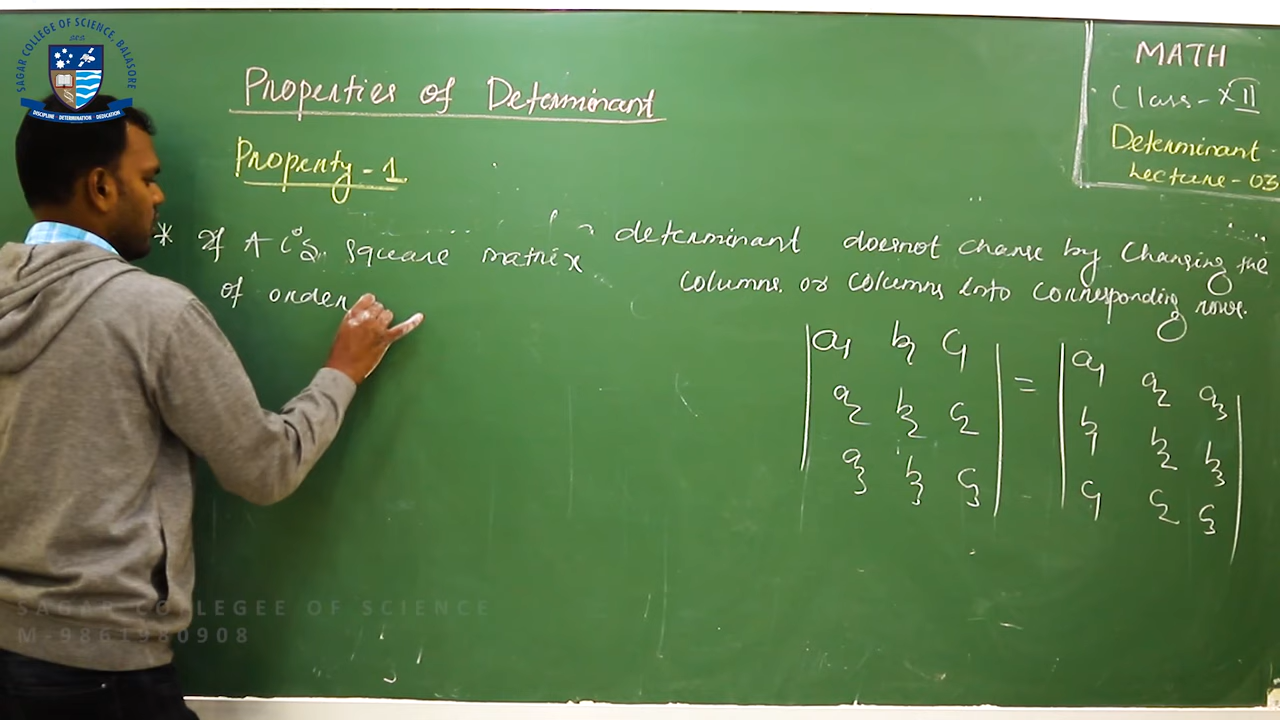 SAGAR COLLEGE OF SCIENCE, BALASORE
SCS
DISCIPLINE DETERMINATION DEDICATION
MATH
Class-XII
Determinant
Lecture-03
Properties of Determinant
Property-1
* If A is square matrix
of order
determinant doesnot change by changing the
columns or columns into corresponding rows.
a₁ b₁ c₁ = a₁ a₂ a₃
a₂ b₂ c₂ b₁ b₂ b₃
a₃ b₃ c₃ c₁ c₂ c₃
SAGAR COLLEGEE OF SCIENCE
M-9861980908